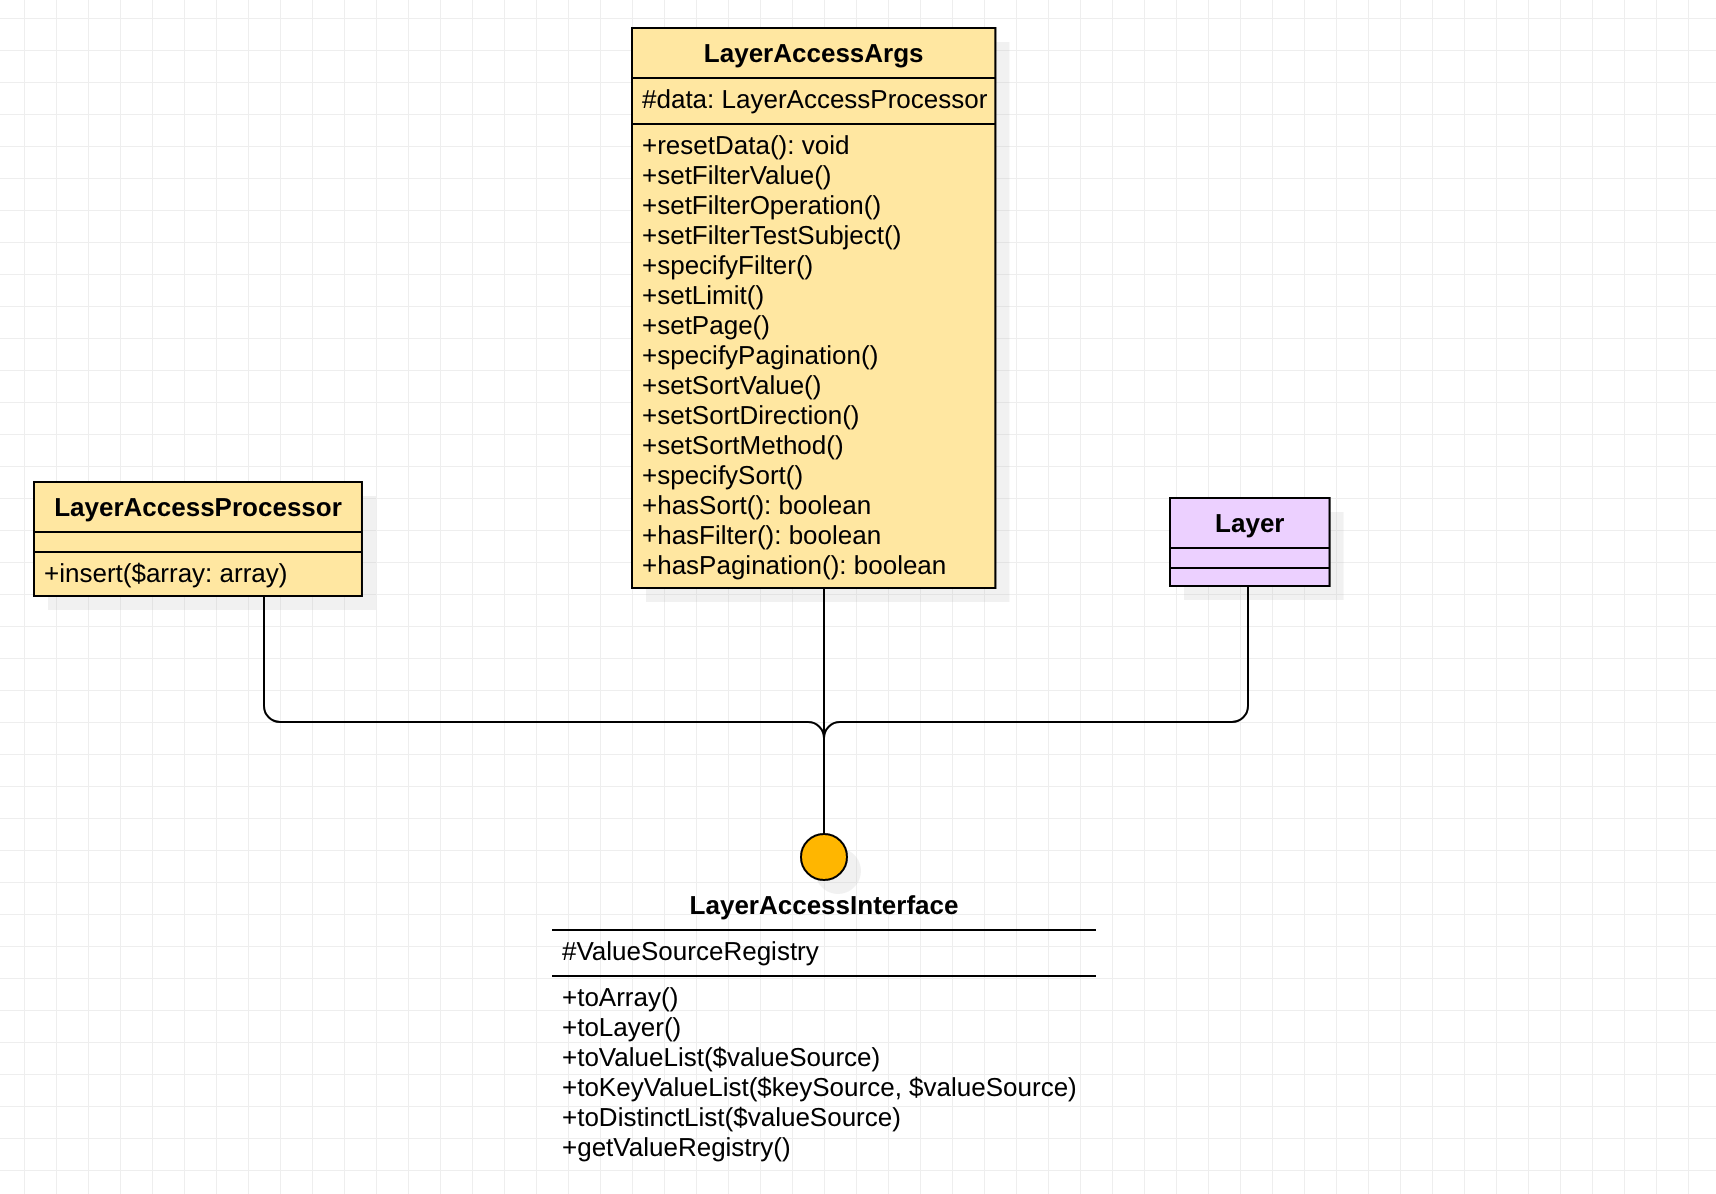 LayerAccessArgs
#data: LayerAccessProcessor
+resetData(): void
+setFilterValue()
+setFilterOperation()
+setFilterTestSubject()
+specifyFilter()
+setLimit()
+setPage()
+specifyPagination()
+setSortValue()
+setSortDirection()
+setSortMethod()
+specifySort()
+hasSort(): boolean
+hasFilter(): boolean
+hasPagination(): boolean
LayerAccessProcessor
+insert($array: array)
Layer
LayerAccessInterface
#ValueSourceRegistry
+toArray()
+toLayer()
+toValueList($valueSource)
+toKeyValueList($keySource, $valueSource)
+toDistinctList($valueSource)
+getValueRegistry()